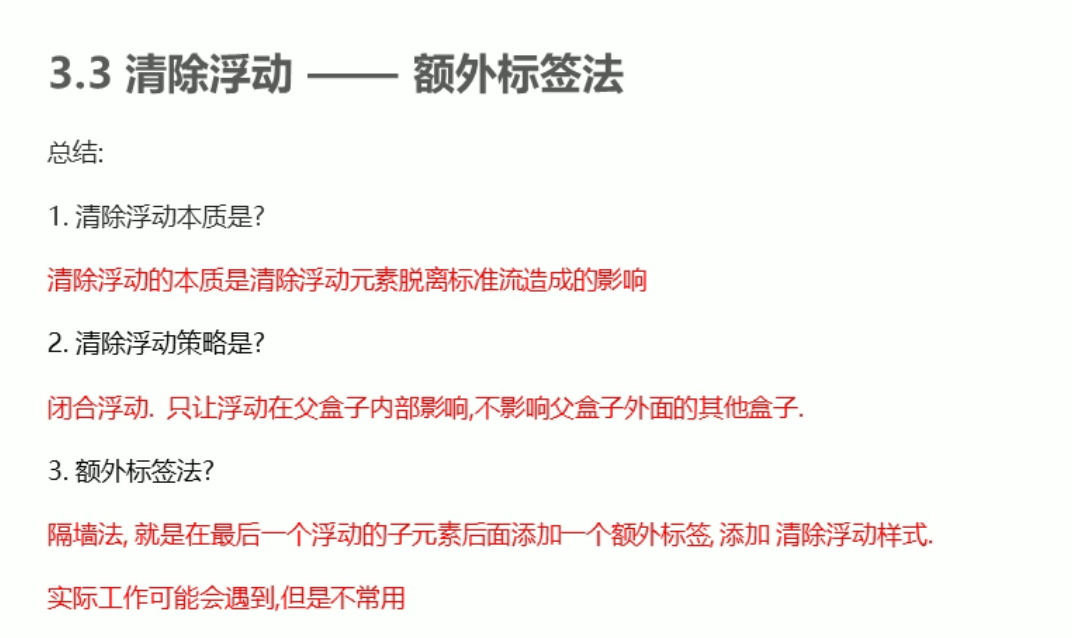 3.3 清除浮动 —— 额外标签法
总结:
1. 清除浮动本质是?
清除浮动的本质是清除浮动元素脱离标准流造成的影响
2. 清除浮动策略是?
闭合浮动. 只让浮动在父盒子内部影响,不影响父盒子外面的其他盒子.
3. 额外标签法?
隔墙法, 就是在最后一个浮动的子元素后面添加一个额外标签, 添加 清除浮动样式.
实际工作可能会遇到,但是不常用